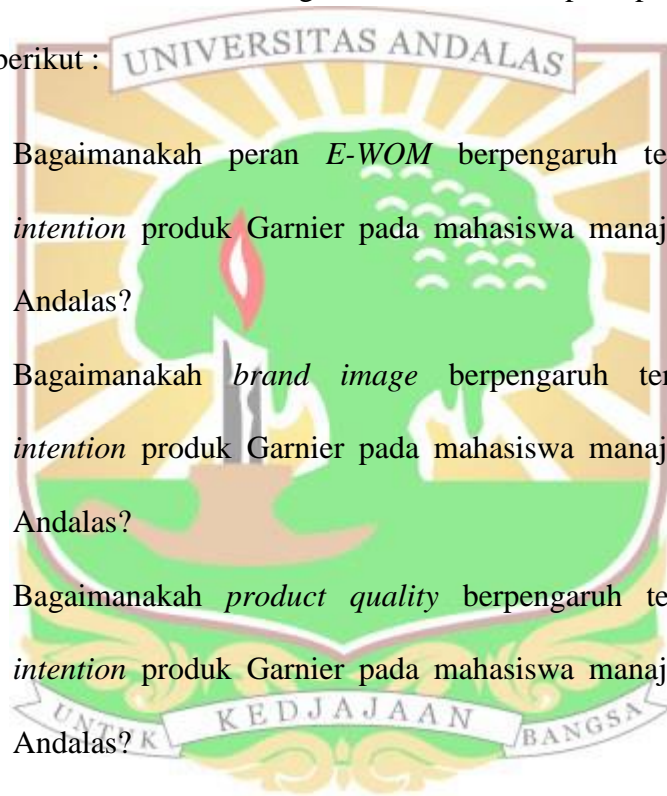 berikut :
UNIVERSITAS ANDALAS
Bagaimanakah peran E-WOM berpengaruh te
intention produk Garnier pada mahasiswa manaj
Andalas?
Bagaimanakah brand image berpengaruh ter
intention produk Garnier pada mahasiswa manaj
Andalas?
Bagaimanakah product quality berpengaruh te
intention produk Garnier pada mahasiswa manaj
Andalas?
UNTUK KEDJAJAAN BANGSA